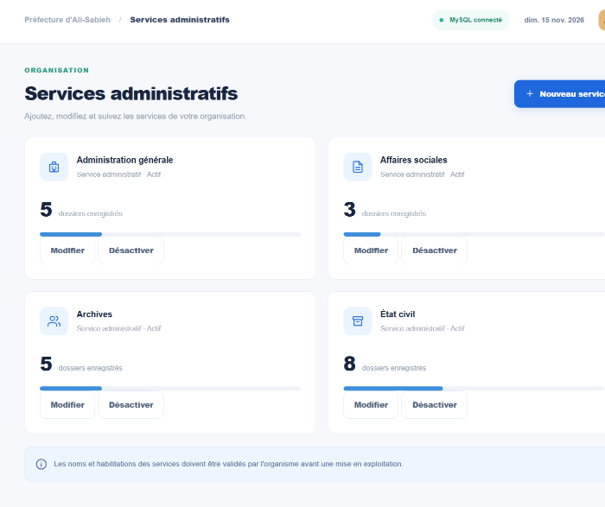 Préfecture d'Ali-Sabieh / Services administratifs
MySQL connecté
dim. 15 nov. 2026
ORGANISATION
Services administratifs
Ajoutez, modifiez et suivez les services de votre organisation.
+ Nouveau service
Administration générale
Service administratif · Actif
5 dossiers enregistrés
Modifier Désactiver
Affaires sociales
Service administratif · Actif
3 dossiers enregistrés
Modifier Désactiver
Archives
Service administratif · Actif
5 dossiers enregistrés
Modifier Désactiver
État civil
Service administratif · Actif
8 dossiers enregistrés
Modifier Désactiver
Les noms et habilitations des services doivent être validés par l'organisme avant une mise en exploitation.